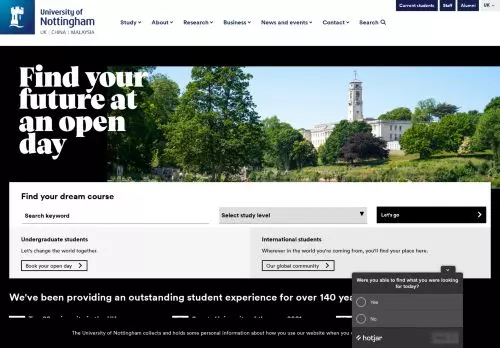 Current students Staff Alumni UK
University of
Nottingham
UK | CHINA | MALAYSIA
Study About Research Business News and events Contact Search
Find your
future at
an open
day
Find your dream course
Search keyword
Select study level
Let's go
Undergraduate students
Let's change the world together.
Book your open day
International students
Wherever in the world you're coming from, you'll find your place here.
Our global community
We've been providing an outstanding student experience for over 140 yea
The University of Nottingham collects and holds some personal information about how you use our website when you
Were you able to find what you were looking
for today?
Yes
No
hotjar